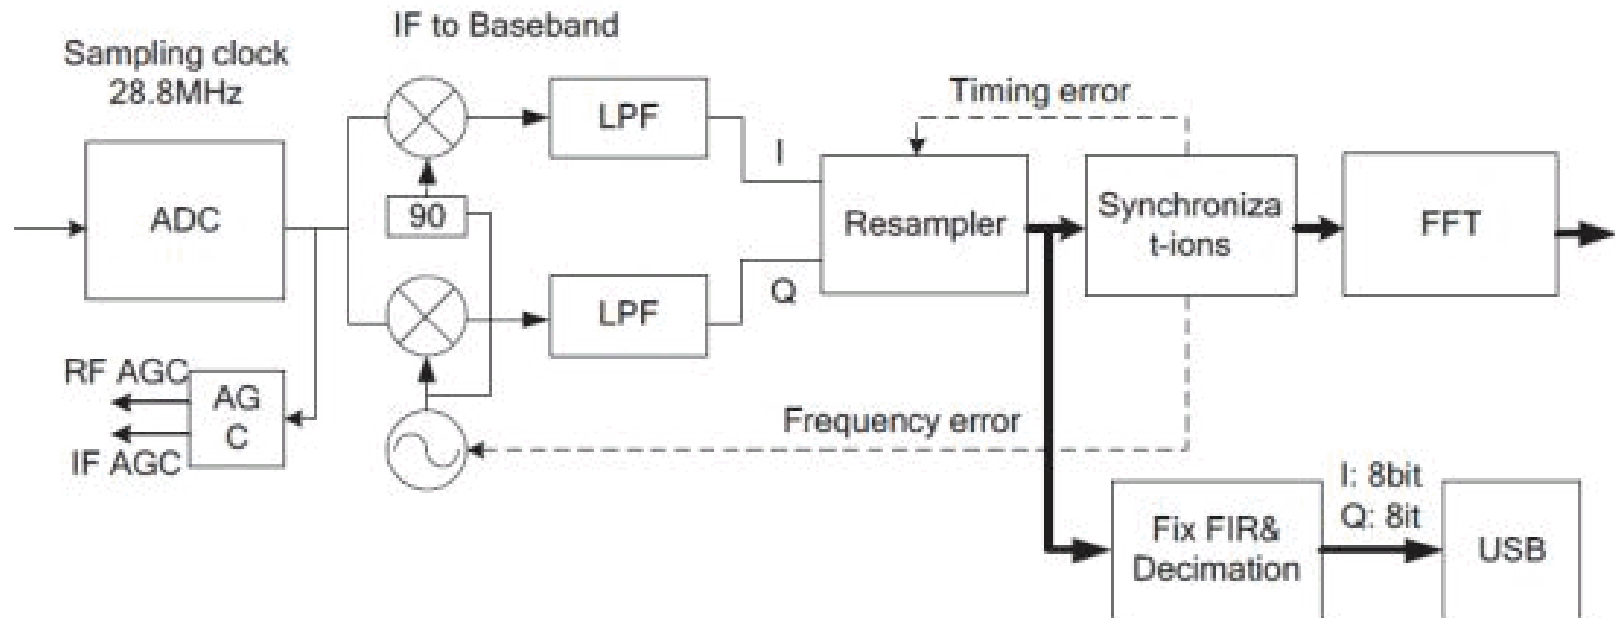 IF to Baseband
Sampling clock
28.8MHz
ADC
LPF
I
Timing error
90
Resampler
Synchroniza
t-ions
FFT
LPF
Q
RF AGC
AG
C
IF AGC
Frequency error
Fix FIR&
Decimation
I: 8bit
Q: 8it
USB